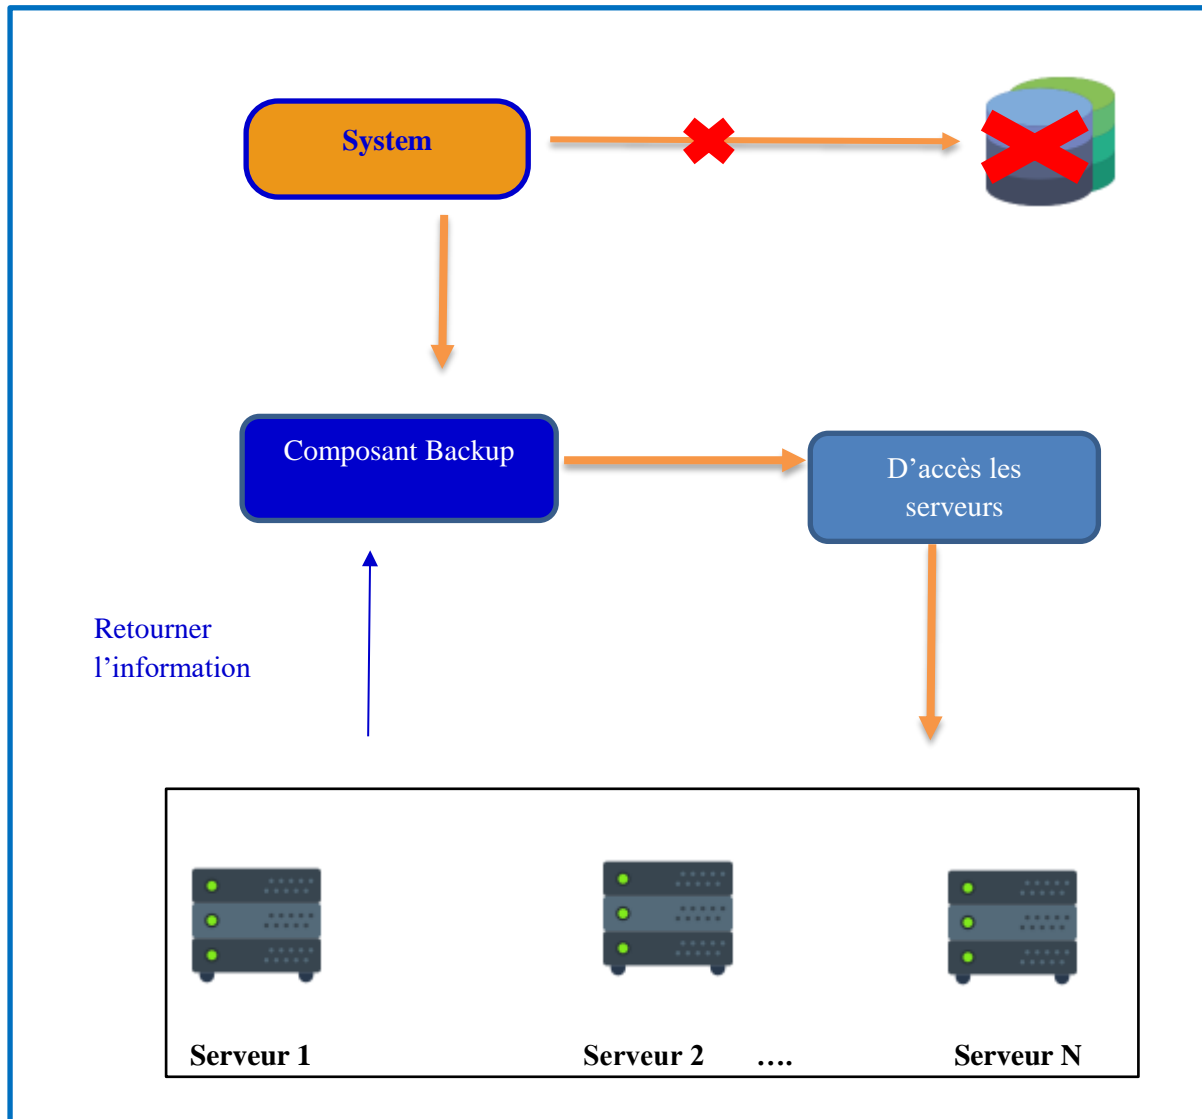 System
Composant Backup
D’accès les
serveurs
Retourner
l’information
Serveur 1
Serveur 2
….
Serveur N